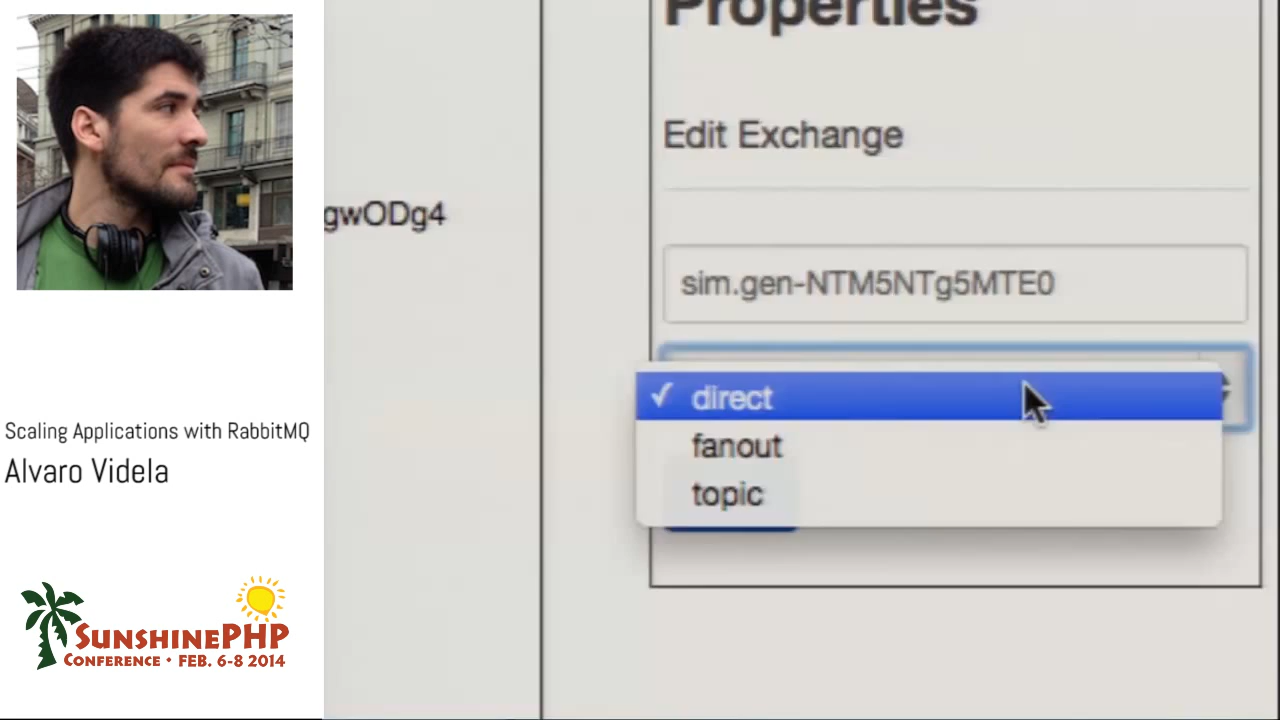 Scaling Applications with RabbitMQ
Alvaro Videla
SUNSHINEPHP
CONFERENCE • FEB. 6-8 2014
gwODg4
Properties
Edit Exchange
sim.gen-NTM5NTg5MTE0
direct
fanout
topic